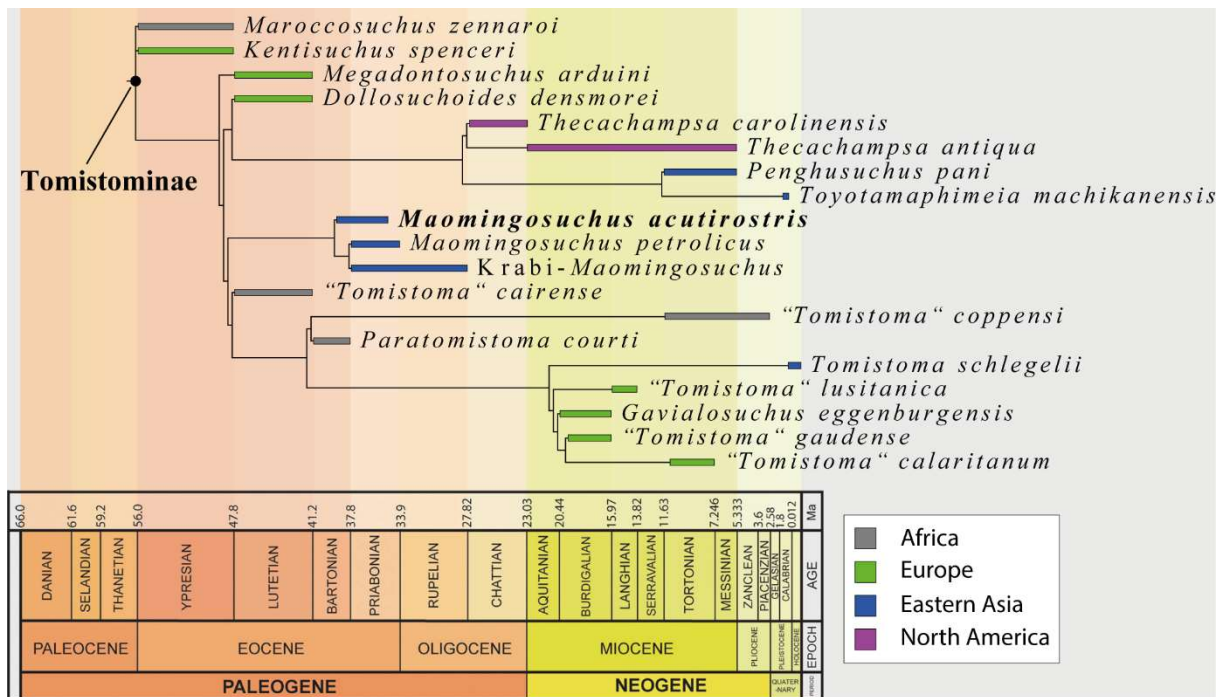 Maroccosuchus zennaroi
Kentisuchus spenceri
Megadontosuchus arduini
Dollosuchoides densmorei
Thecachampsa carolinensis
Thecachampsa antiqua
Penghusuchus pani
Tomistominae
Toyotamaphimeia machikanensis
Maomingosuchus acutirostris
Maomingosuchus petrolicus
Krabi-Maomingosuchus
“Tomistoma“ cairense
“Tomistoma“ coppensi
Paratomistoma courti
Tomistoma schlegelii
“Tomistoma“ lusitanica
Gavialosuchus eggenburgensis
“Tomistoma“ gaudense
“Tomistoma“ calaritanum
66.0 61.6 59.2 56.0 47.8 41.2 37.8 33.9 27.82 23.03 20.44 15.97 13.82 11.63 7.246 5.333 3.6 2.58 1.8 0.012 Ma
DANIAN SELANDIAN THANETIAN YPRESIAN LUTETIAN BARTONIAN PRIABONIAN RUPELIAN CHATTIAN AQUITANIAN BURDIGALIAN LANGHIAN SERRAVALIAN TORTONIAN MESSINIAN ZANCLEAN PIACENZIAN GELASIAN CALABRIAN AGE
PALEOCENE EOCENE OLIGOCENE MIOCENE PLIOCENE PLEISTOCENE HOLOCENE EPOCH
PALEOGENE NEOGENE QUATER-NARY PERIOD
Africa
Europe
Eastern Asia
North America